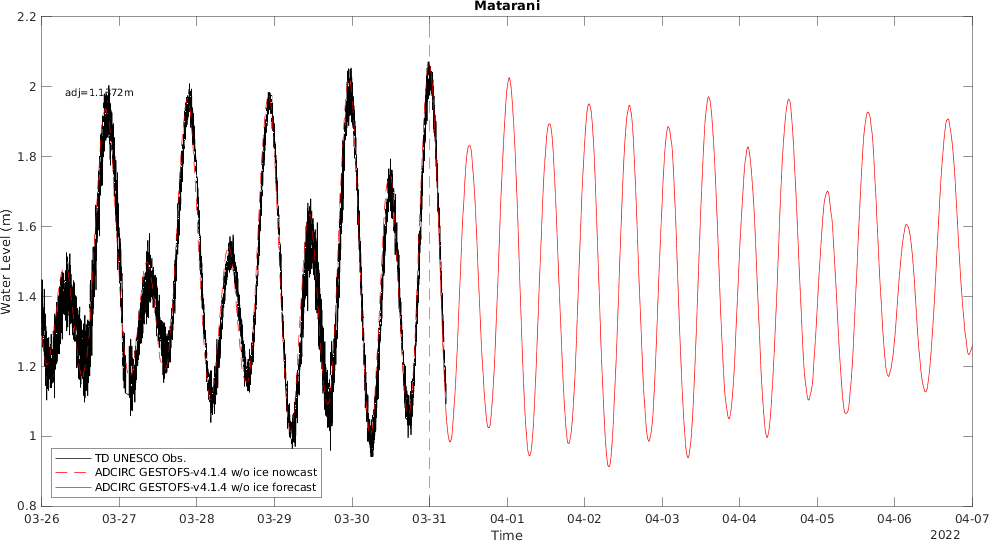 Matarani
2.2
2
1.8
1.6
1.4
1.2
1
0.8
Water Level (m)
TD UNESCO Obs.
ADCIRC GESTOFS-v4.1.4 w/o ice nowcast
ADCIRC GESTOFS-v4.1.4 w/o ice forecast
03-26 03-27 03-28 03-29 03-30 03-31 04-01 04-02 04-03 04-04 04-05 04-06 04-07
Time
2022